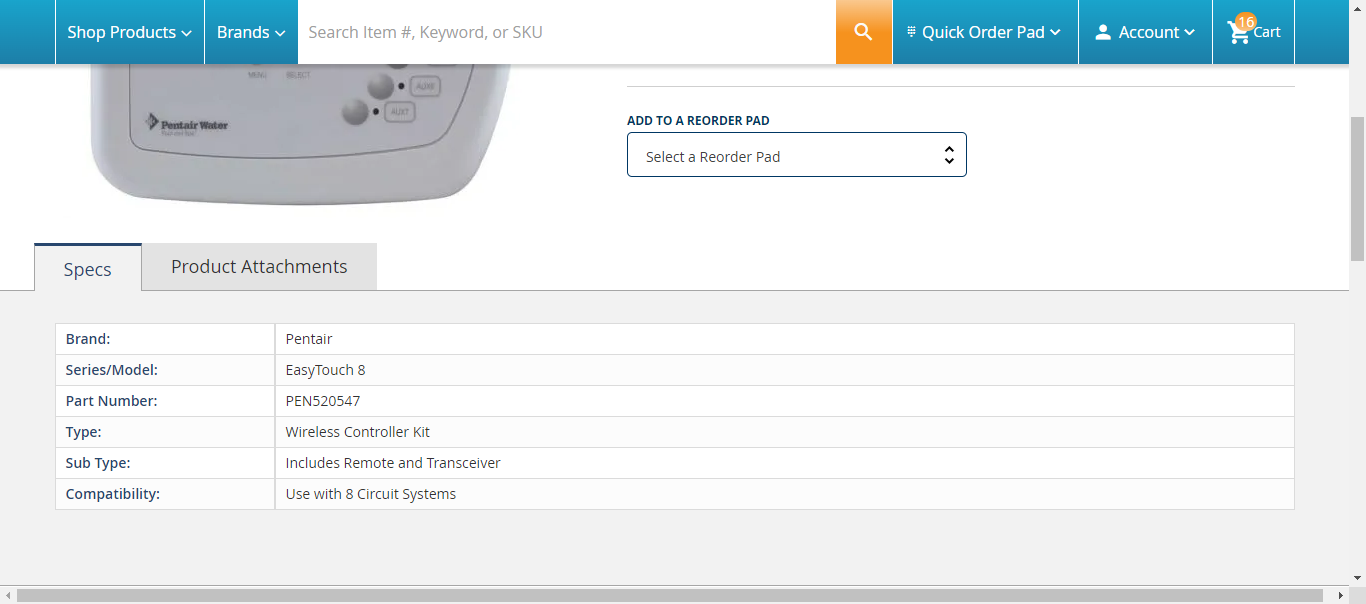 Shop Products
Brands
Search Item #, Keyword, or SKU
Quick Order Pad
Account
16
Cart
MENU SELECT
AUX6
AUX7
Pentair Water
ADD TO A REORDER PAD
Select a Reorder Pad
Specs
Product Attachments
Brand: Pentair
Series/Model: EasyTouch 8
Part Number: PEN520547
Type: Wireless Controller Kit
Sub Type: Includes Remote and Transceiver
Compatibility: Use with 8 Circuit Systems